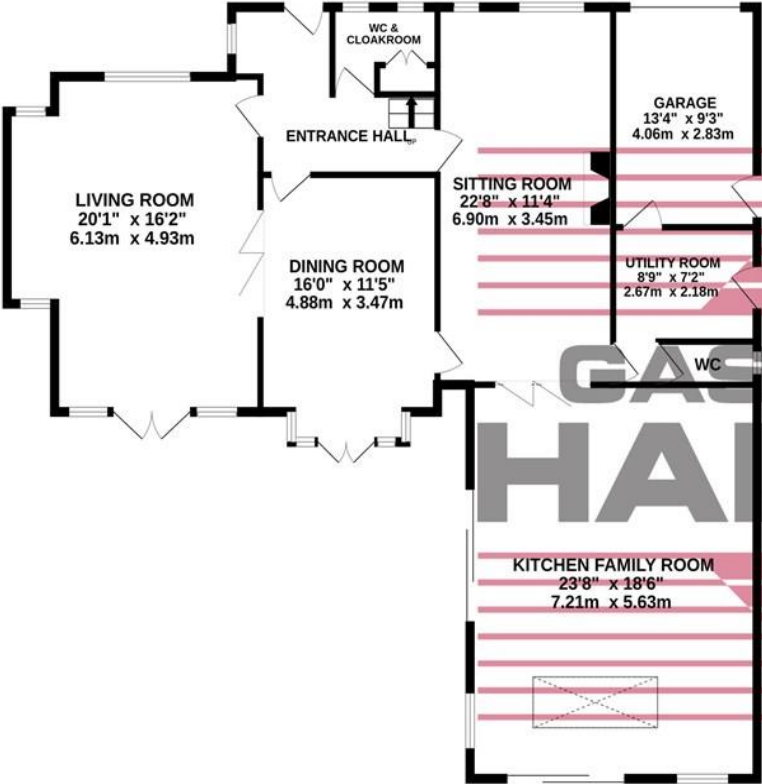 WC &
CLOAKROOM
GARAGE
13'4" x 9'3"
4.06m x 2.83m
ENTRANCE HALL
UP
LIVING ROOM
20'1" x 16'2"
6.13m x 4.93m
SITTING ROOM
22'8" x 11'4"
6.90m x 3.45m
DINING ROOM
16'0" x 11'5"
4.88m x 3.47m
UTILITY ROOM
8'9" x 7'2"
2.67m x 2.18m
WC
GAS
HAI
KITCHEN FAMILY ROOM
23'8" x 18'6"
7.21m x 5.63m